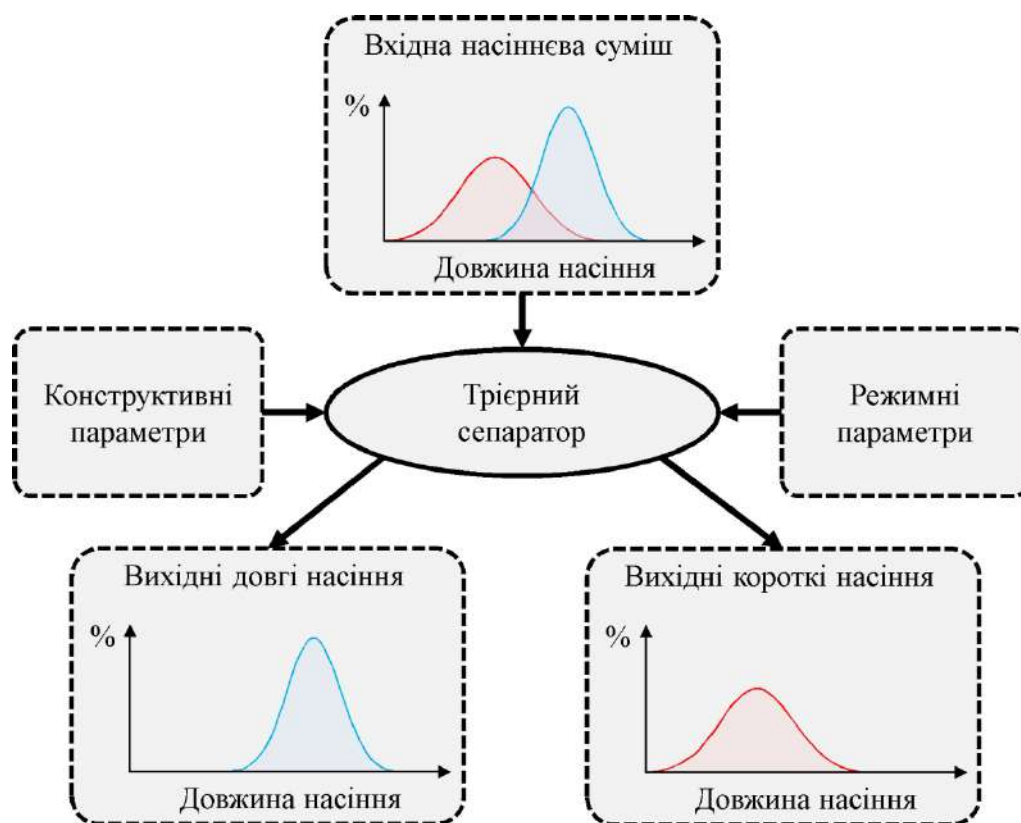 Вхідна насіннєва суміш
%
Довжина насіння
Конструктивні
параметри
Трієрний
сепаратор
Режимні
параметри
Вихідні довгі насіння
%
Довжина насіння
Вихідні короткі насіння
%
Довжина насіння